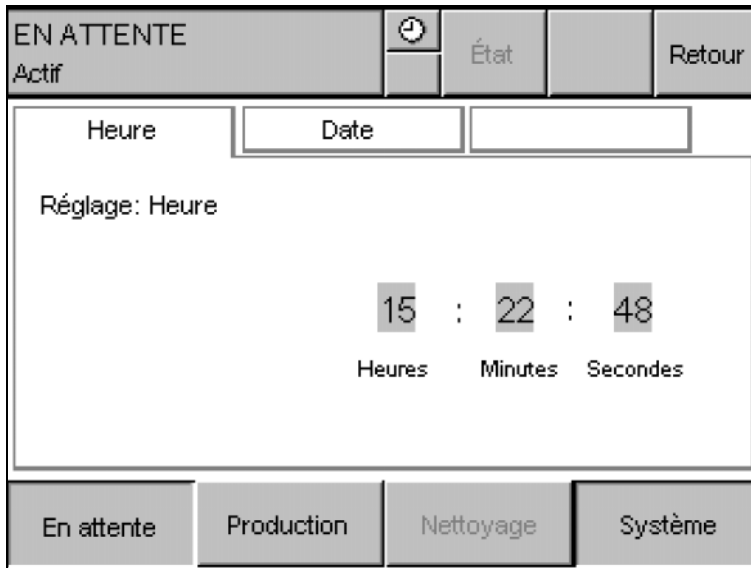 EN ATTENTE
Actif
État
Retour
Heure
Date
Réglage: Heure
15 : 22 : 48
Heures Minutes Secondes
En attente
Production
Nettoyage
Système